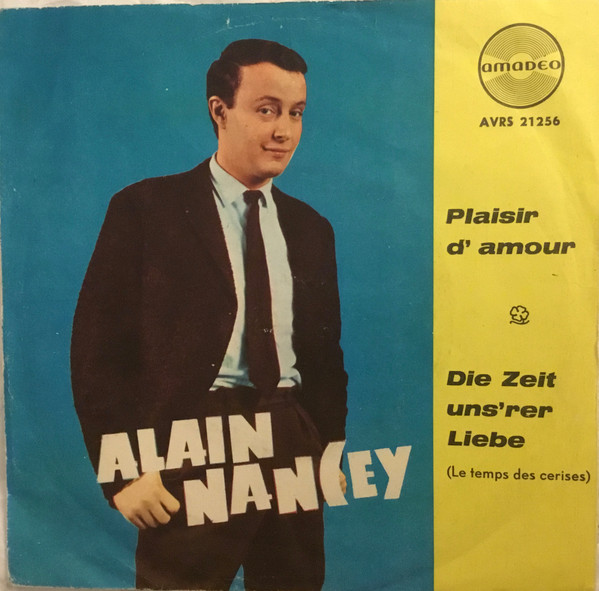 amadeo
AVRS 21256
Plaisir
d' amour
Die Zeit
uns'rer
Liebe
(Le temps des cerises)
ALAIN
NANCEY